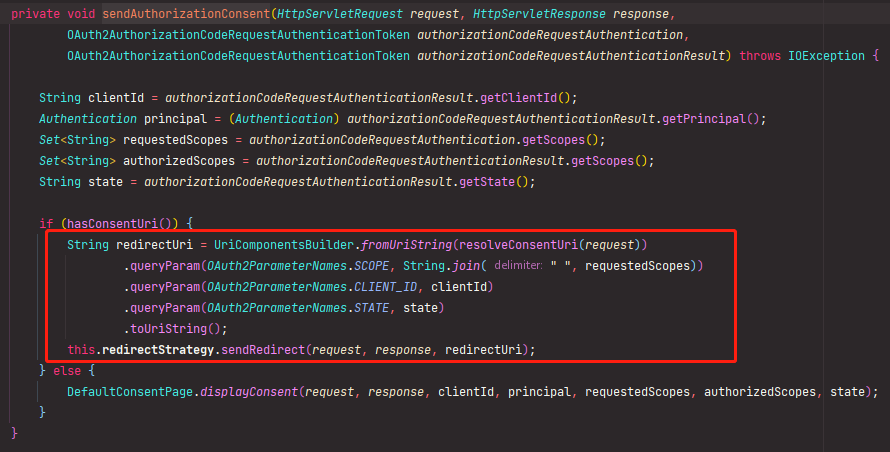 private void sendAuthorizationConsent(HttpServletRequest request, HttpServletResponse response,
        OAuth2AuthorizationCodeRequestAuthenticationToken authorizationCodeRequestAuthentication,
        OAuth2AuthorizationCodeRequestAuthenticationToken authorizationCodeRequestAuthenticationResult) throws IOException {
    String clientId = authorizationCodeRequestAuthenticationResult.getClientId();
    Authentication principal = (Authentication) authorizationCodeRequestAuthenticationResult.getPrincipal();
    Set<String> requestedScopes = authorizationCodeRequestAuthentication.getScopes();
    Set<String> authorizedScopes = authorizationCodeRequestAuthenticationResult.getScopes();
    String state = authorizationCodeRequestAuthenticationResult.getState();
    if (hasConsentUri()) {
        String redirectUri = UriComponentsBuilder.fromUriString(resolveConsentUri(request))
                .queryParam(OAuth2ParameterNames.SCOPE, String.join( delimiter: " ", requestedScopes))
                .queryParam(OAuth2ParameterNames.CLIENT_ID, clientId)
                .queryParam(OAuth2ParameterNames.STATE, state)
                .toUriString();
        this.redirectStrategy.sendRedirect(request, response, redirectUri);
    } else {
        DefaultConsentPage.displayConsent(request, response, clientId, principal, requestedScopes, authorizedScopes, state);
    }
}